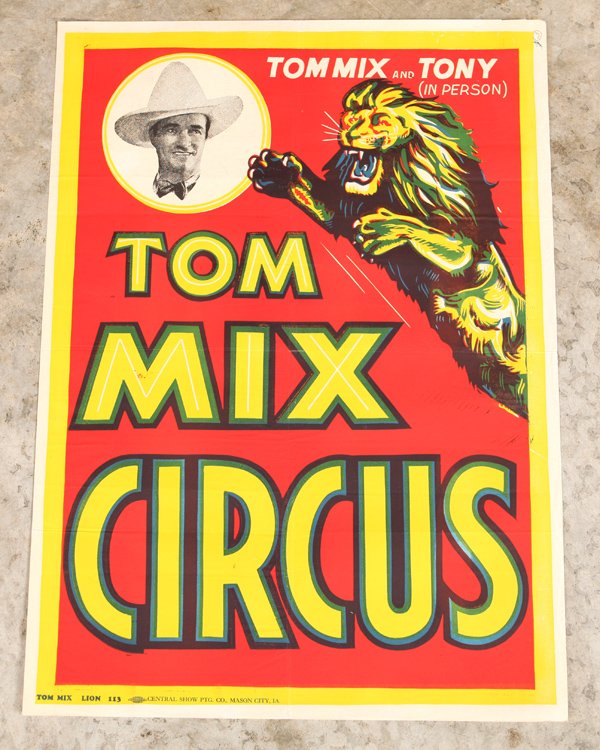 TOM MIX AND TONY
(IN PERSON)
TOM
MIX
CIRCUS
TOM MIX LION 113 CENTRAL SHOW PTG. CO., MASON CITY, IA.